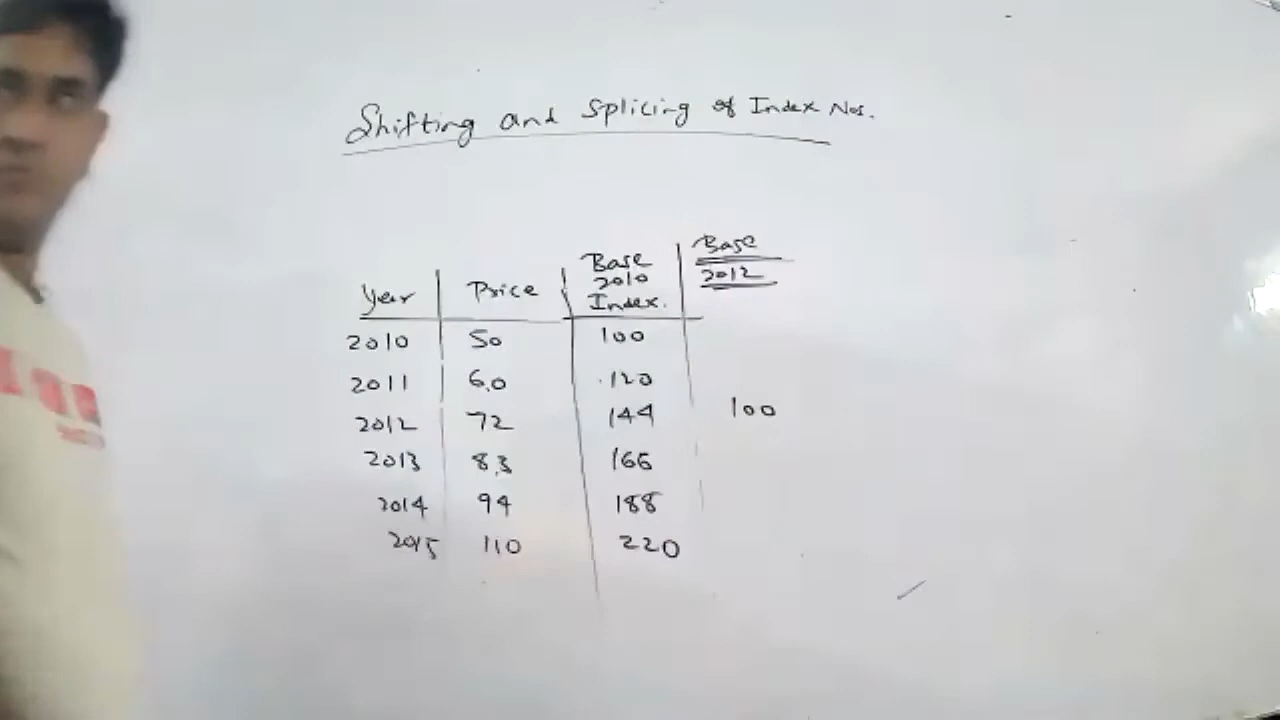 Shifting and Splicing of Index Nos.
Year Price Base 2010 Index. Base 2012
2010 50 100
2011 60 120
2012 72 144 100
2013 83 166
2014 94 188
2015 110 220